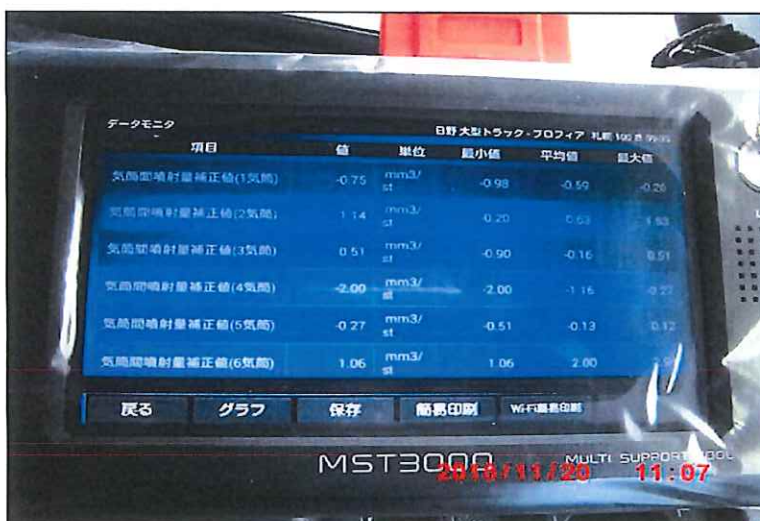 データモニタ
日野 大型トラック・プロフィア 札幌 100
項目 値 単位 最小値 平均値 最大値
気筒間噴射量補正値(1気筒) -0.75 mm3/st -0.98 -0.59 -0.26
気筒間噴射量補正値(2気筒) 1.14 mm3/st 0.20 0.63
気筒間噴射量補正値(3気筒) 0.51 mm3/st -0.90 -0.16 0.51
気筒間噴射量補正値(4気筒) -2.00 mm3/st -2.00 -1.16
気筒間噴射量補正値(5気筒) -0.27 mm3/st -0.51 -0.13 0.12
気筒間噴射量補正値(6気筒) 1.06 mm3/st 1.06 2.00
戻る グラフ 保存 簡易印刷 Wi-Fi簡易印刷
MST3000 MULTI SUPPORT TOOL
11:07